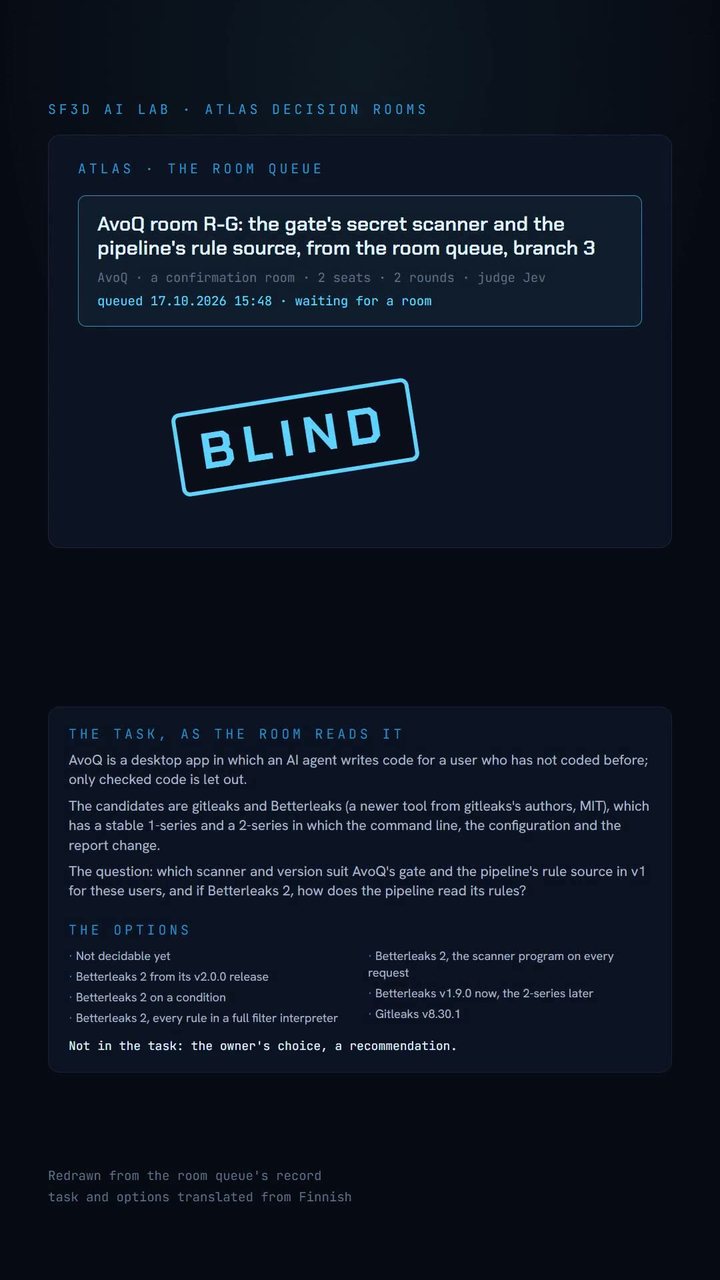 SF3D AI LAB · ATLAS DECISION ROOMS
ATLAS · THE ROOM QUEUE
AvoQ room R-G: the gate's secret scanner and the
pipeline's rule source, from the room queue, branch 3
AvoQ · a confirmation room · 2 seats · 2 rounds · judge Jev
queued 17.10.2026 15:48 · waiting for a room
BLIND
THE TASK, AS THE ROOM READS IT
AvoQ is a desktop app in which an AI agent writes code for a user who has not coded before;
only checked code is let out.
The candidates are gitleaks and Betterleaks (a newer tool from gitleaks's authors, MIT), which
has a stable 1-series and a 2-series in which the command line, the configuration and the
report change.
The question: which scanner and version suit AvoQ's gate and the pipeline's rule source in v1
for these users, and if Betterleaks 2, how does the pipeline read its rules?
THE OPTIONS
· Not decidable yet
· Betterleaks 2 from its v2.0.0 release
· Betterleaks 2 on a condition
· Betterleaks 2, every rule in a full filter interpreter
· Betterleaks 2, the scanner program on every
request
· Betterleaks v1.9.0 now, the 2-series later
· Gitleaks v8.30.1
Not in the task: the owner's choice, a recommendation.
Redrawn from the room queue's record
task and options translated from Finnish